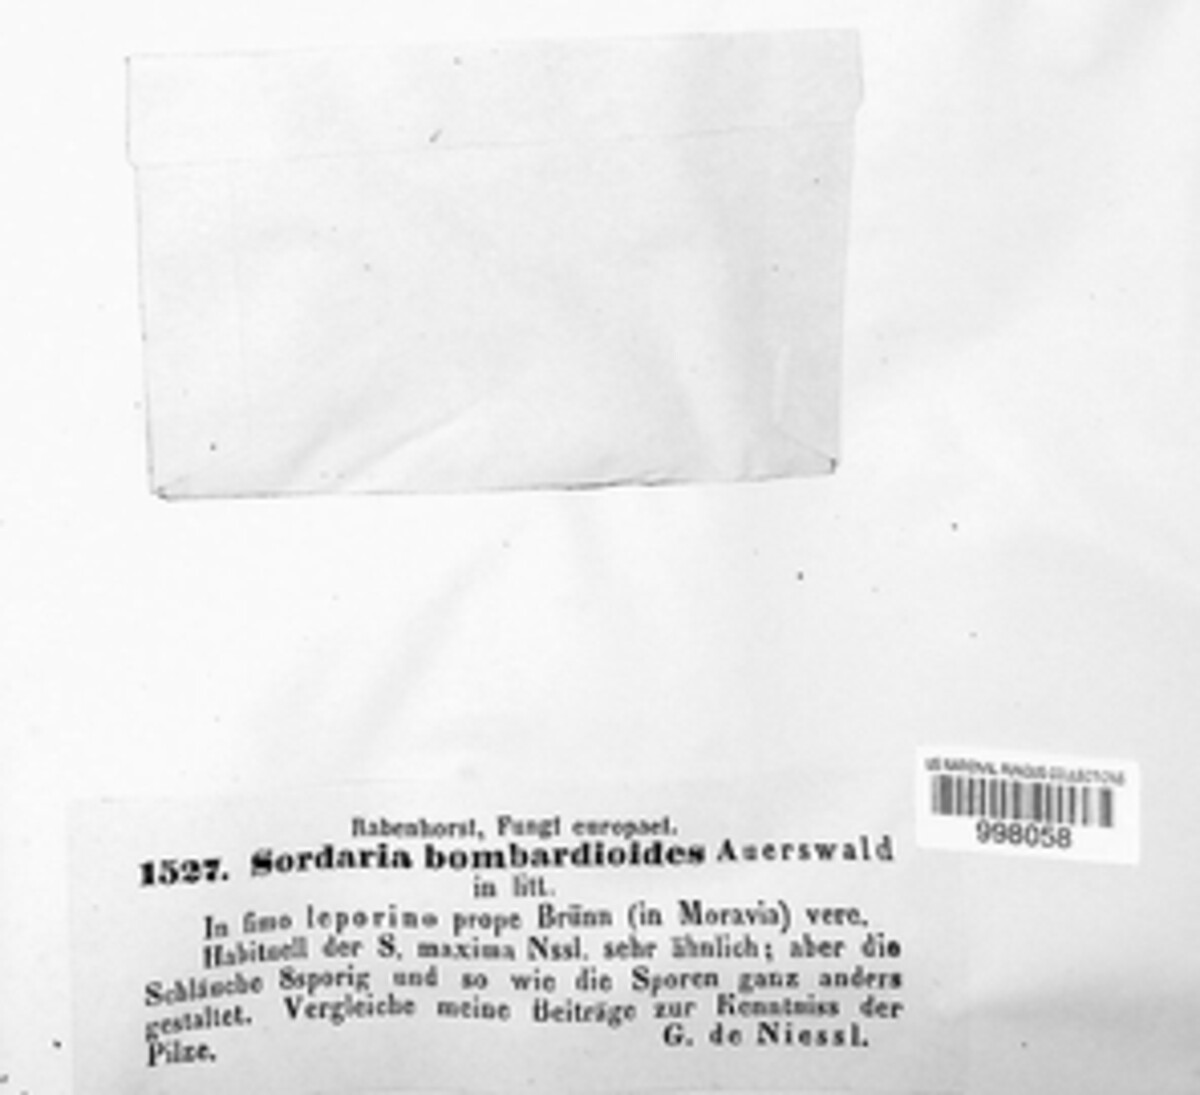 US NATIONAL FUNGUS COLLECTIONS
998058
Rabenhorst, Fungi europaei.
1527. Sordaria bombardioides Auerswald
in litt.
In fimo leporino prope Brünn (in Moravia) vere.
Habituell der S. maxima Nssl. sehr ähnlich; aber die
Schläuche 8sporig und so wie die Sporen ganz anders
gestaltet. Vergleiche meine Beiträge zur Kenntniss der
Pilze. G. de Niessl.